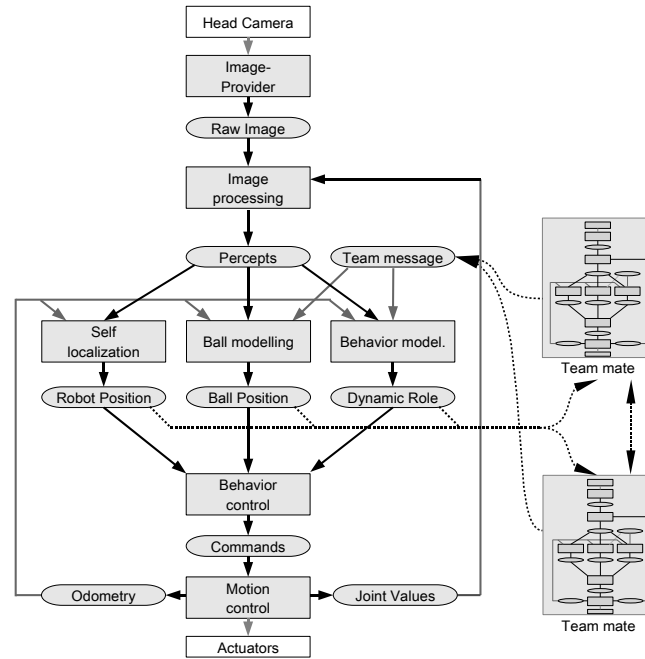 Head Camera
Image-
Provider
Raw Image
Image
processing
Percepts
Team message
Self
localization
Ball modelling
Behavior model.
Team mate
Robot Position
Ball Position
Dynamic Role
Behavior
control
Commands
Odometry
Motion
control
Joint Values
Team mate
Actuators